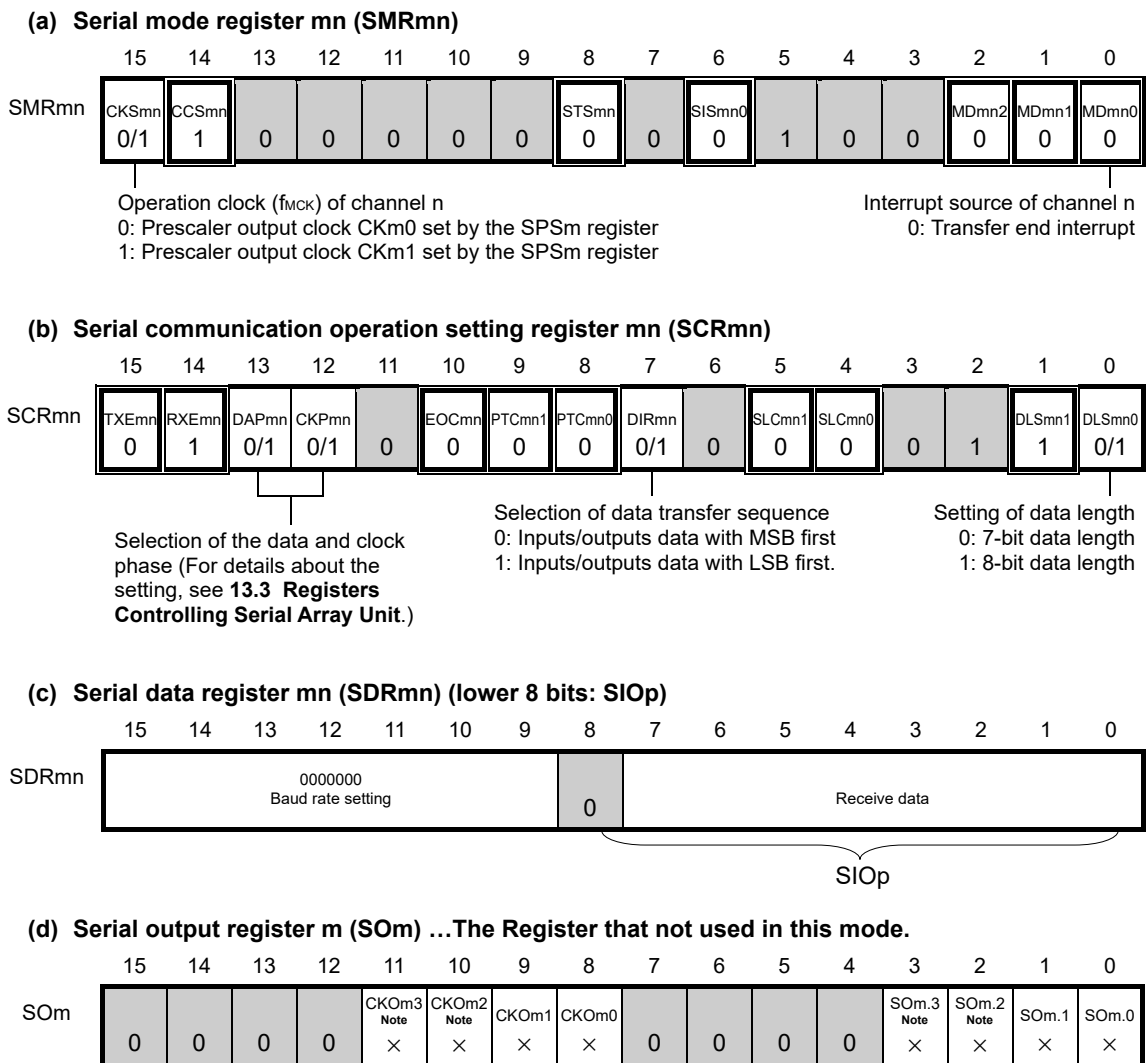 (a) Serial mode register mn (SMRmn)
15 14 13 12 11 10 9 8 7 6 5 4 3 2 1 0
SMRmn
CKSmn CCSmn STSmn SISmn0 MDmn2 MDmn1 MDmn0
0/1 1 0 0 0 0 0 0 0 0 1 0 0 0 0 0
Operation clock (fMCK) of channel n
0: Prescaler output clock CKm0 set by the SPSm register
1: Prescaler output clock CKm1 set by the SPSm register
Interrupt source of channel n
0: Transfer end interrupt
(b) Serial communication operation setting register mn (SCRmn)
15 14 13 12 11 10 9 8 7 6 5 4 3 2 1 0
SCRmn
TXEmn RXEmn DAPmn CKPmn EOCmn PTCmn1 PTCmn0 DIRmn SLCmn1 SLCmn0 DLSmn1 DLSmn0
0 1 0/1 0/1 0 0 0 0 0/1 0 0 0 0 1 1 0/1
Selection of the data and clock
phase (For details about the
setting, see 13.3 Registers
Controlling Serial Array Unit.)
Selection of data transfer sequence
0: Inputs/outputs data with MSB first
1: Inputs/outputs data with LSB first.
Setting of data length
0: 7-bit data length
1: 8-bit data length
(c) Serial data register mn (SDRmn) (lower 8 bits: SIOp)
15 14 13 12 11 10 9 8 7 6 5 4 3 2 1 0
SDRmn
0000000
Baud rate setting
0
Receive data
SIOp
(d) Serial output register m (SOm) ...The Register that not used in this mode.
15 14 13 12 11 10 9 8 7 6 5 4 3 2 1 0
SOm
CKOm3 CKOm2 CKOm1 CKOm0 SOm.3 SOm.2 SOm.1 SOm.0
Note Note Note Note
0 0 0 0 × × × × 0 0 0 0 × × × ×